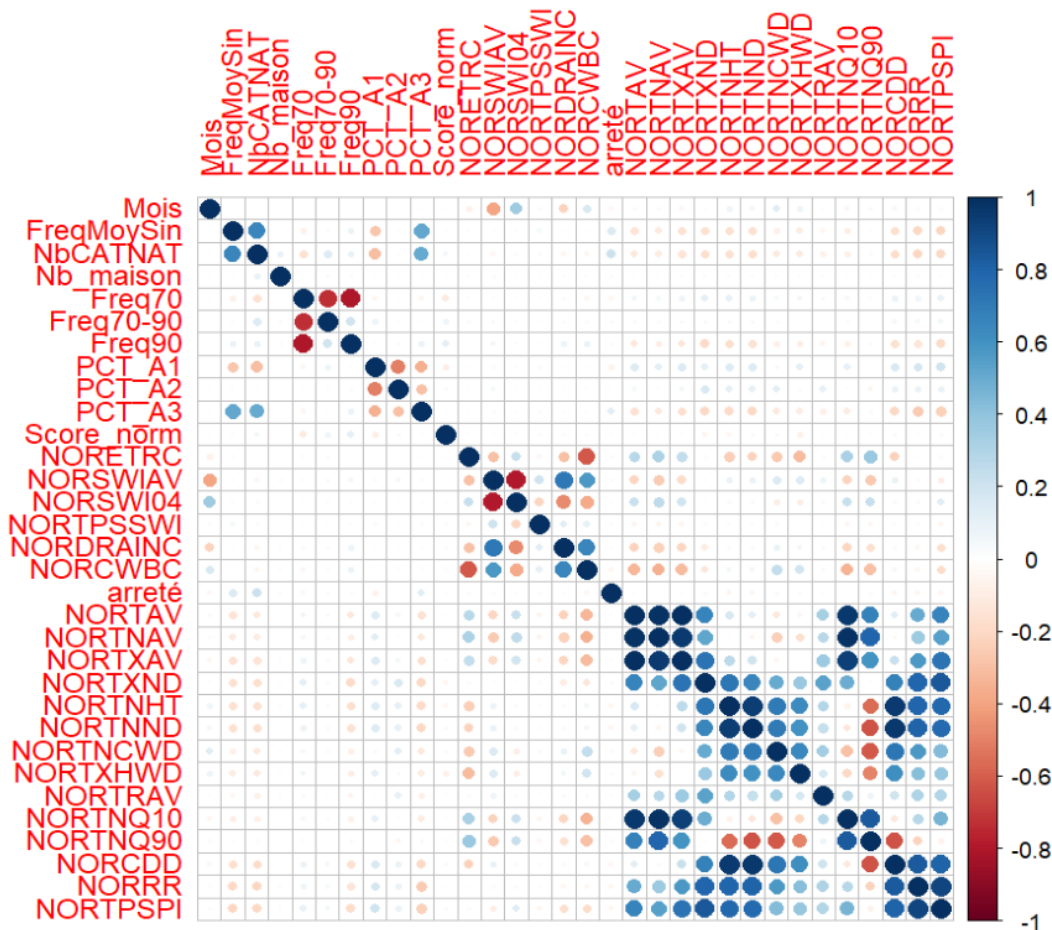 Mois
FreqMoySin
NbCATNAT
Nb_maison
Freq70
Freq70-90
Freq90
PCT_A1
PCT_A2
PCT_A3
Score_norm
NORETRC
NORSWIAV
NORSWI04
NORTPSSWI
NORDRAINC
NORCWBC
arreté
NORTAV
NORTNAV
NORTXAV
NORTXND
NORTNHT
NORTNND
NORTNCWD
NORTXHWD
NORTRAV
NORTNQ10
NORTNQ90
NORCDD
NORRR
NORTPSPI
Mois
FreqMoySin
NbCATNAT
Nb_maison
Freq70
Freq70-90
Freq90
PCT_A1
PCT_A2
PCT_A3
Score_norm
NORETRC
NORSWIAV
NORSWI04
NORTPSSWI
NORDRAINC
NORCWBC
arreté
NORTAV
NORTNAV
NORTXAV
NORTXND
NORTNHT
NORTNND
NORTNCWD
NORTXHWD
NORTRAV
NORTNQ10
NORTNQ90
NORCDD
NORRR
NORTPSPI
1
0.8
0.6
0.4
0.2
0
-0.2
-0.4
-0.6
-0.8
-1